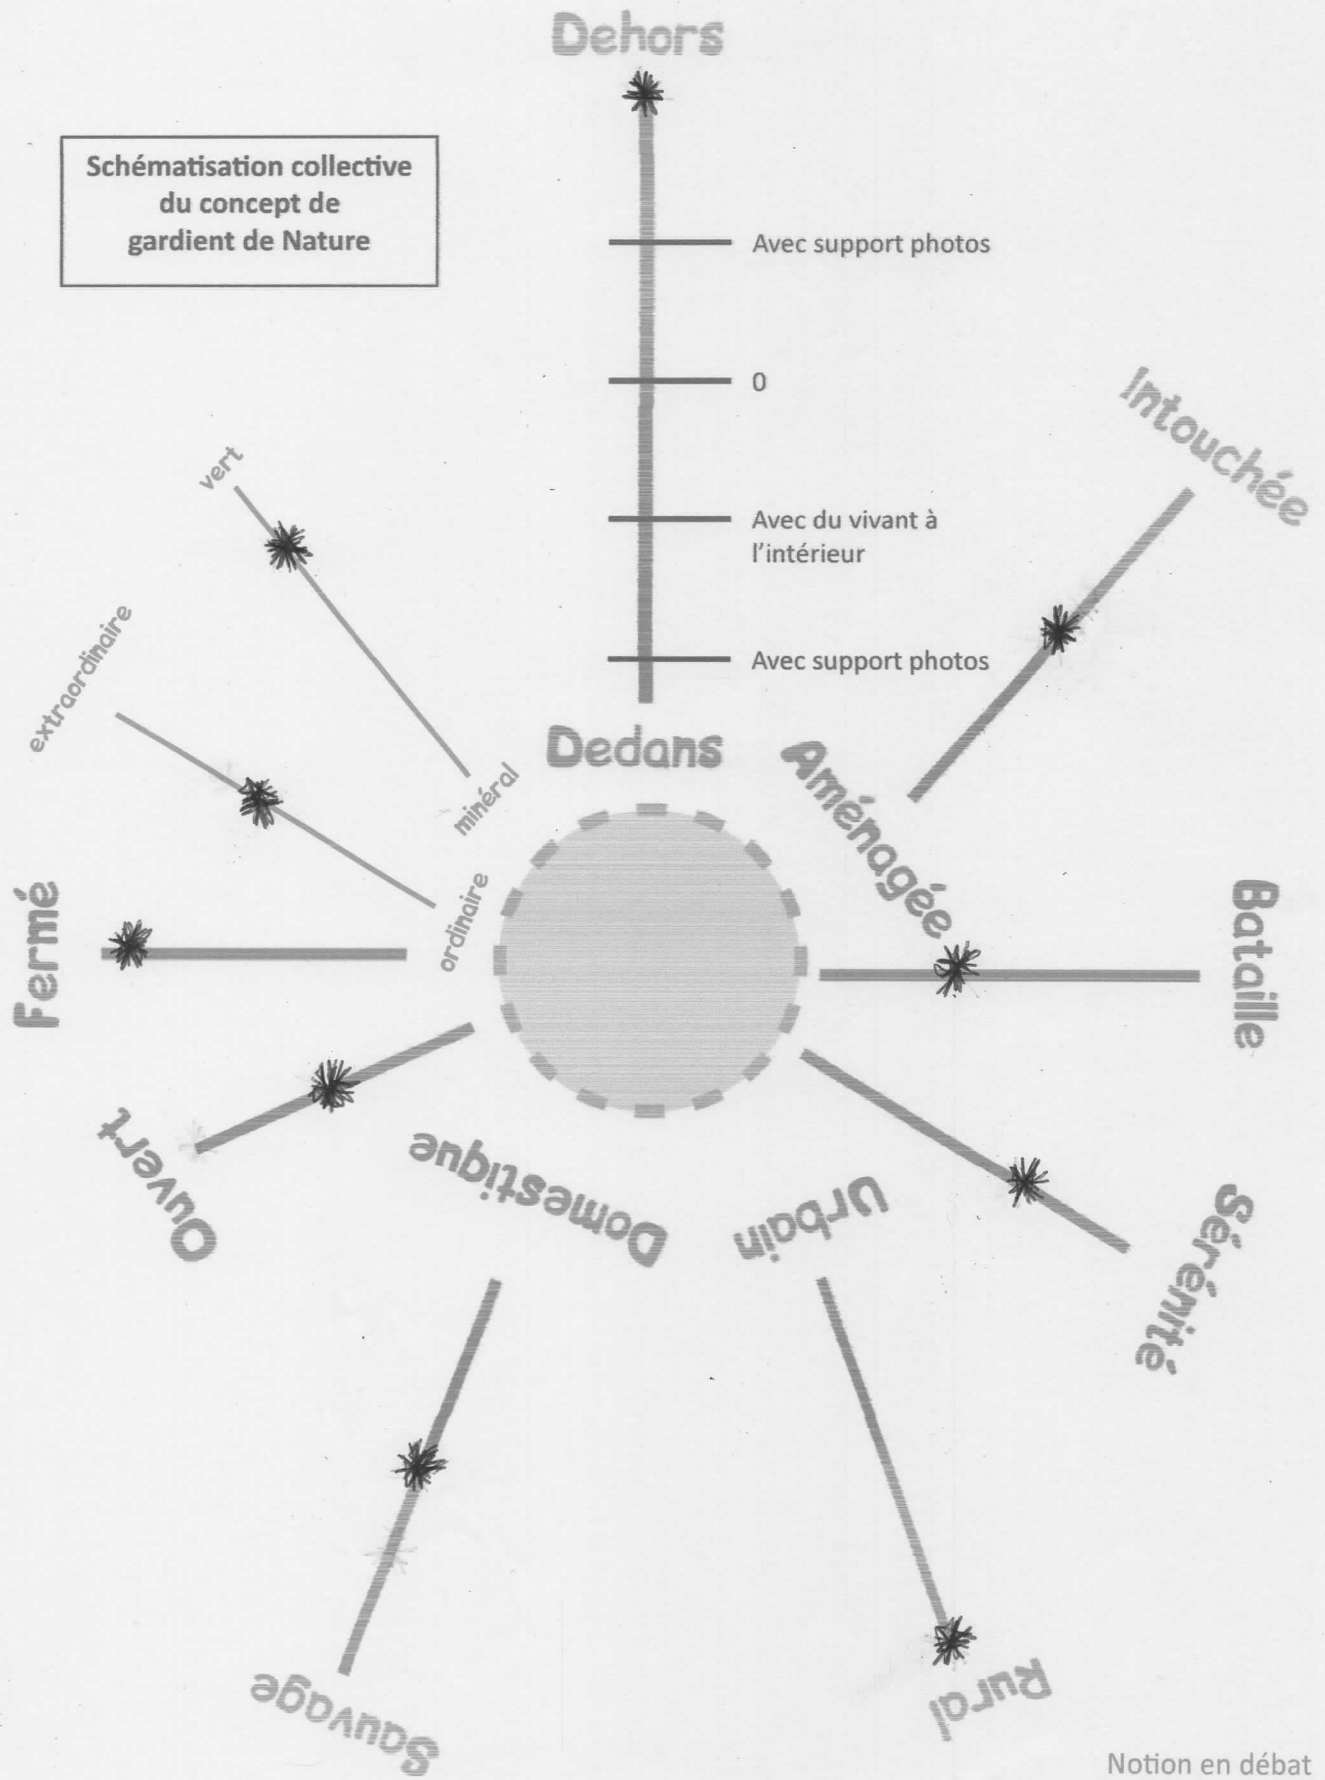 Dehors
Schématisation collective
du concept de
gardient de Nature
Avec support photos
0
Avec du vivant à
l'intérieur
Avec support photos
Dedans
Intouchée
Aménagée
vert
minéral
extraordinaire
ordinaire
Fermé
Bataille
Ouvert
Domestique
Urbain
Sérénité
Sauvage
Rural
Notion en débat